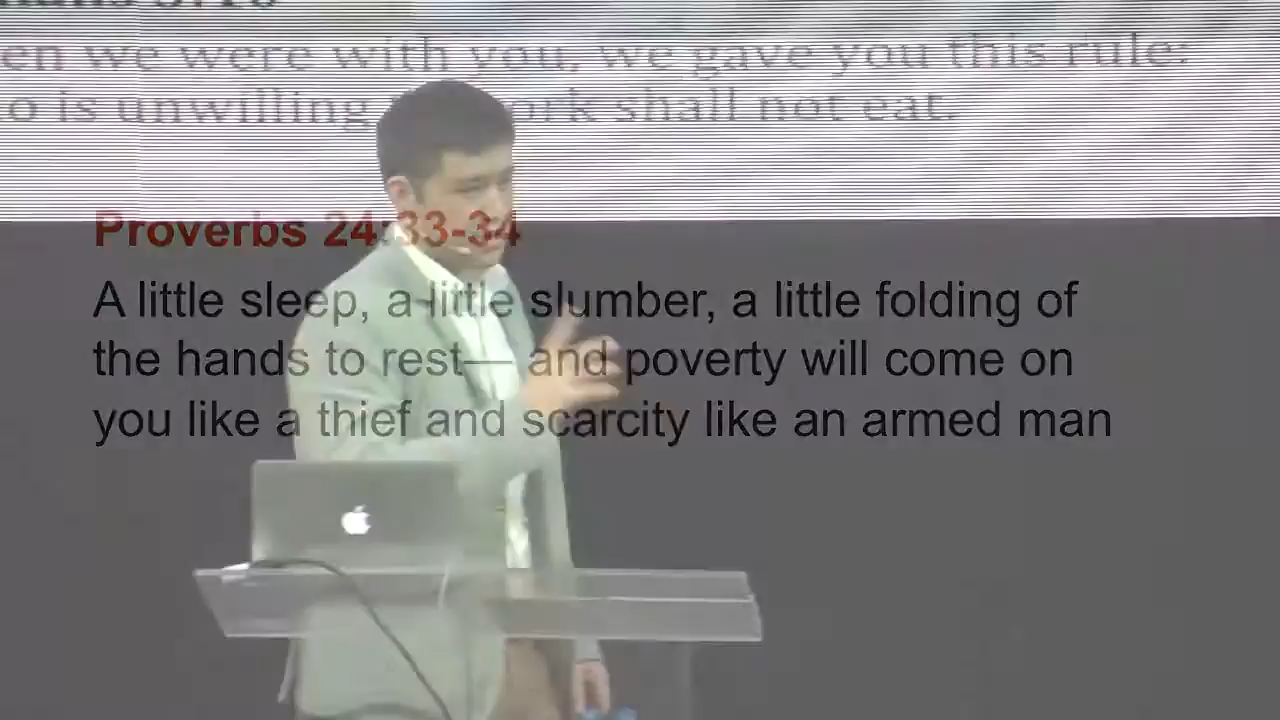 en we were with you, we gave you this rule:
o is unwilling ork shall not eat.
Proverbs 24:33-34
A little sleep, a little slumber, a little folding of
the hands to rest— and poverty will come on
you like a thief and scarcity like an armed man